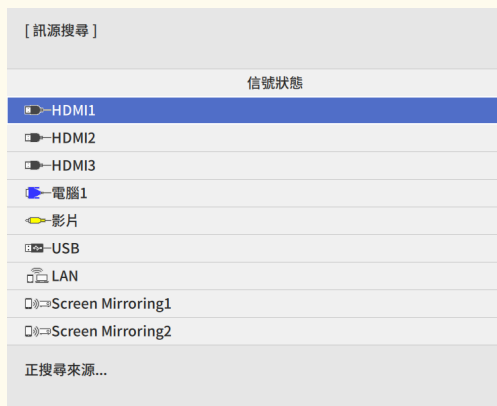 [ 訊源搜尋 ]
信號狀態
HDMI1
HDMI2
HDMI3
電腦1
影片
USB
LAN
Screen Mirroring1
Screen Mirroring2
正搜尋來源...